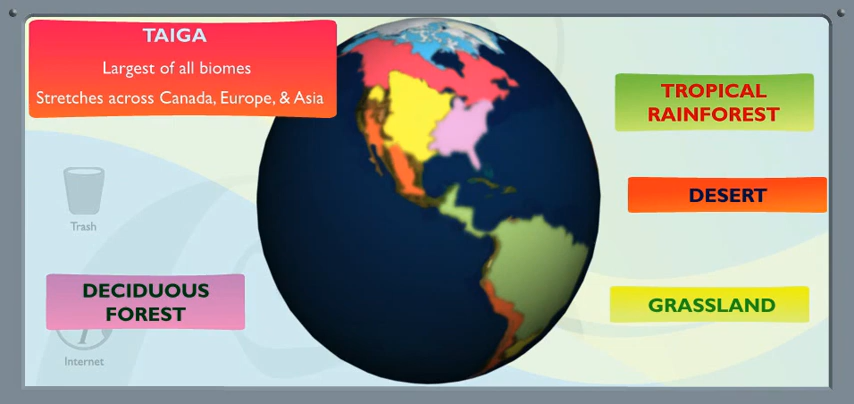 TAIGA
Largest of all biomes
Stretches across Canada, Europe, & Asia
TROPICAL
RAINFOREST
Trash
DESERT
DECIDUOUS
FOREST
GRASSLAND
Internet